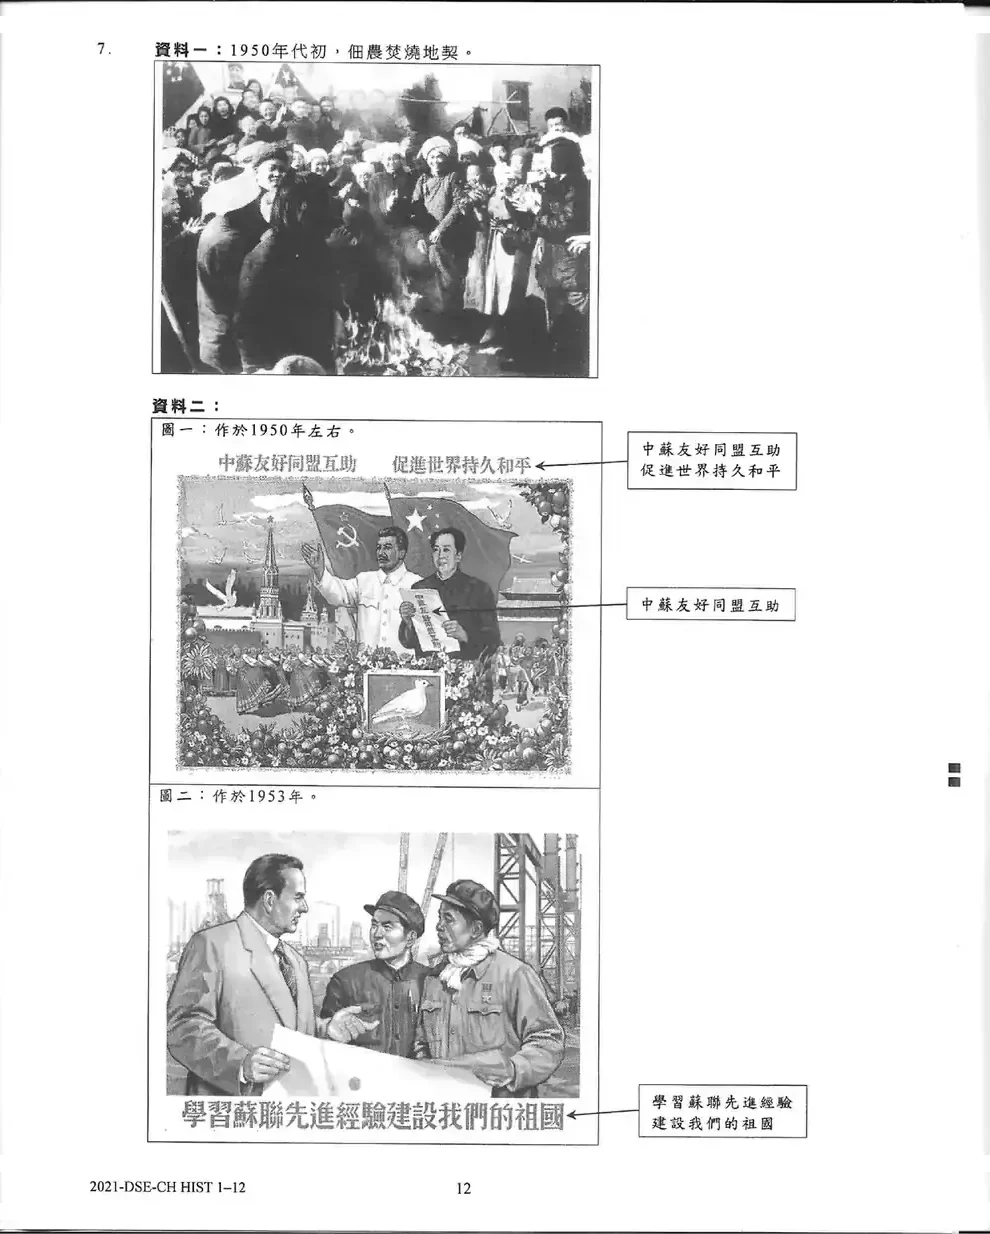 7.
資料一：1950年代初，佃農焚燒地契。
資料二：
圖一：作於1950年左右。
中蘇友好同盟互助 促進世界持久和平
中蘇友好同盟互助
促進世界持久和平
中蘇友好同盟互助
圖二：作於1953年。
學習蘇聯先進經驗建設我們的祖國
學習蘇聯先進經驗
建設我們的祖國
2021-DSE-CH HIST 1–12
12